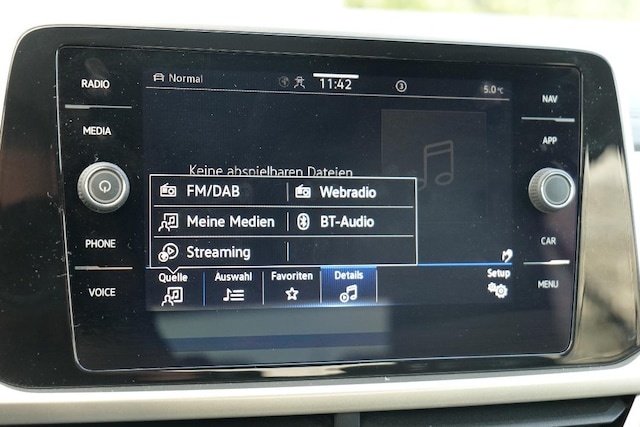 RADIO
MEDIA
PHONE
VOICE
Normal
11:42
3
5.0°C
Keine abspielbaren Dateien
FM/DAB
Webradio
Meine Medien
BT-Audio
Streaming
Quelle
Auswahl
Favoriten
Details
Setup
NAV
APP
CAR
MENU